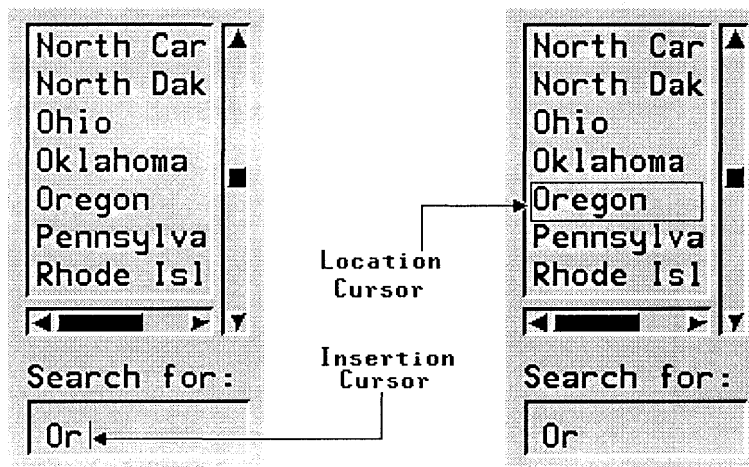 North Car
North Dak
Ohio
Oklahoma
Oregon
Pennsylva
Rhode Isl
Search for:
Or
Location
Cursor
Insertion
Cursor
North Car
North Dak
Ohio
Oklahoma
Oregon
Pennsylva
Rhode Isl
Search for:
Or